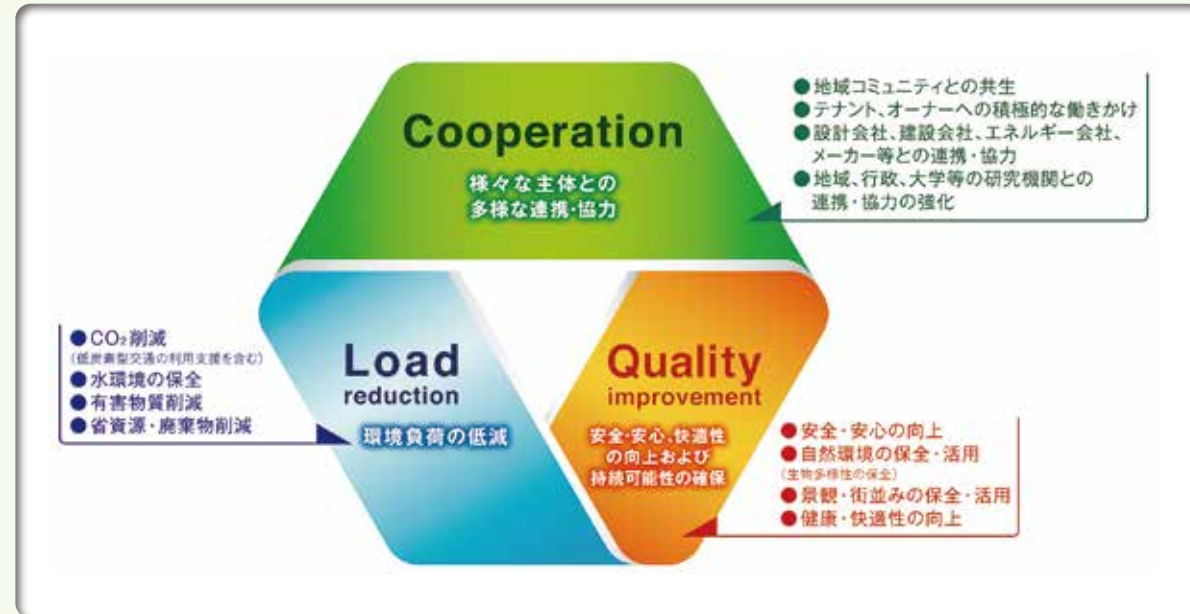 Cooperation
様々な主体との
多様な連携・協力
●地域コミュニティとの共生
●テナント、オーナーへの積極的な働きかけ
●設計会社、建設会社、エネルギー会社、
メーカー等との連携・協力
●地域、行政、大学等の研究機関との
連携・協力の強化
Load
reduction
環境負荷の低減
●CO₂削減
(低炭素型交通の利用支援を含む)
●水環境の保全
●有害物質削減
●省資源・廃棄物削減
Quality
improvement
安全・安心、快適性
の向上および
持続可能性の確保
●安全・安心の向上
●自然環境の保全・活用
(生物多様性の保全)
●景観・街並みの保全・活用
●健康・快適性の向上